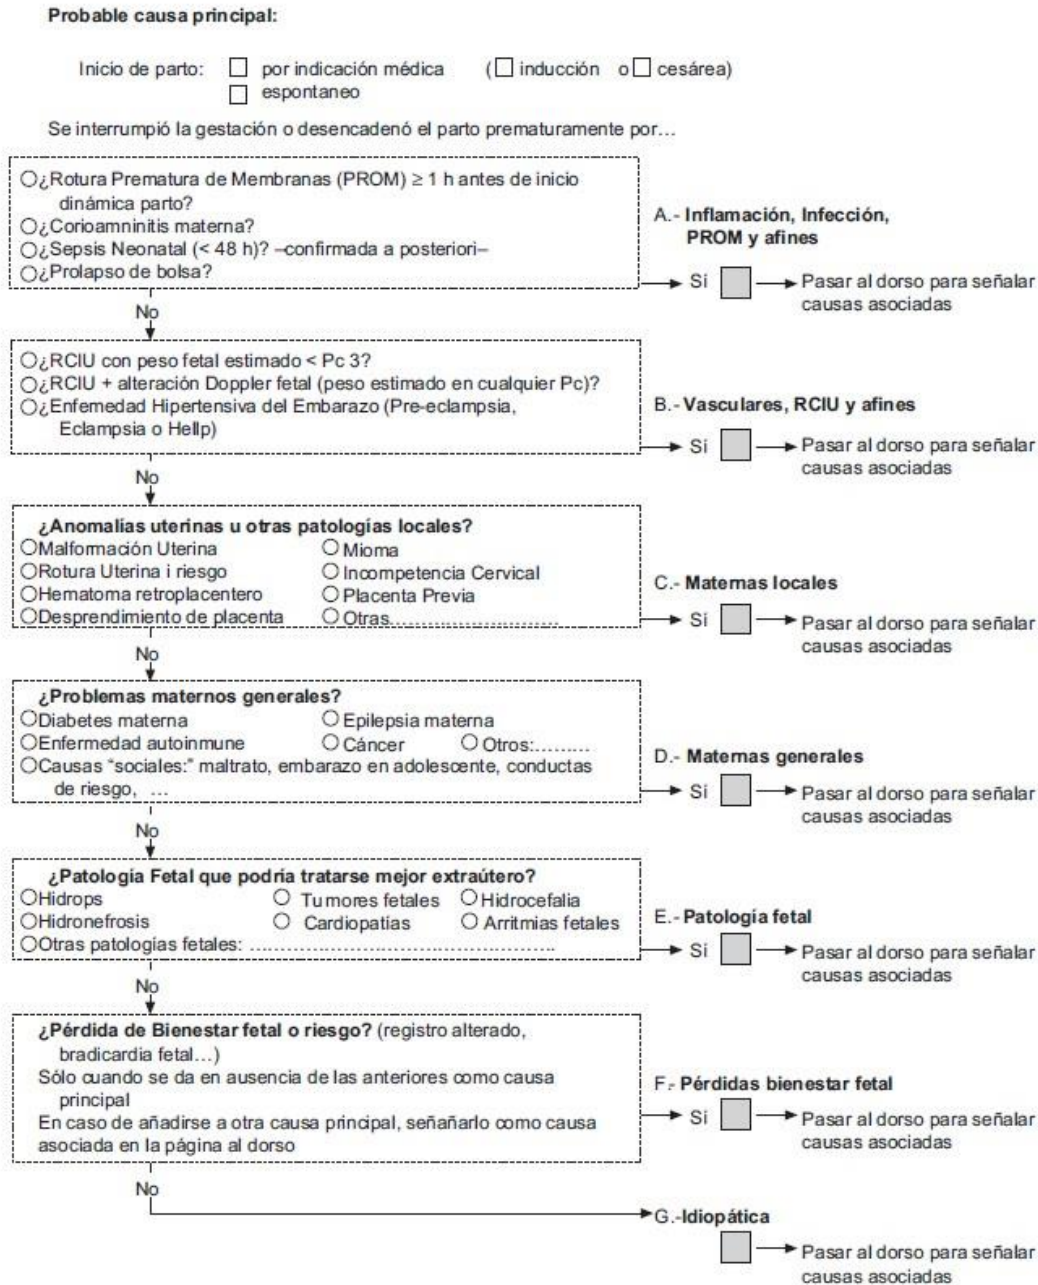 Probable causa principal:
Inicio de parto: por indicación médica ( inducción o cesárea)
espontaneo
Se interrumpió la gestación o desencadenó el parto prematuramente por…
¿Rotura Prematura de Membranas (PROM) ≥ 1 h antes de inicio
dinámica parto?
¿Corioamninitis materna?
¿Sepsis Neonatal (< 48 h)? –confirmada a posteriori–
¿Prolapso de bolsa?
A.- Inflamación, Infección,
PROM y afines
Sí Pasar al dorso para señalar
causas asociadas
No
¿RCIU con peso fetal estimado < Pc 3?
¿RCIU + alteración Doppler fetal (peso estimado en cualquier Pc)?
¿Enfemedad Hipertensiva del Embarazo (Pre-eclampsia,
Eclampsia o Hellp)
B.- Vasculares, RCIU y afines
Sí Pasar al dorso para señalar
causas asociadas
No
¿Anomalías uterinas u otras patologías locales?
Malformación Uterina Mioma
Rotura Uterina i riesgo Incompetencia Cervical
Hematoma retroplacentero Placenta Previa
Desprendimiento de placenta Otras............................
C.- Maternas locales
Sí Pasar al dorso para señalar
causas asociadas
No
¿Problemas maternos generales?
Diabetes materna Epilepsia materna
Enfermedad autoinmune Cáncer Otros:.........
Causas “sociales:” maltrato, embarazo en adolescente, conductas
de riesgo, …
D.- Maternas generales
Sí Pasar al dorso para señalar
causas asociadas
No
¿Patología Fetal que podría tratarse mejor extraútero?
Hidrops Tumores fetales Hidrocefalia
Hidronefrosis Cardiopatías Arritmias fetales
Otras patologías fetales: ....................................................
E.- Patología fetal
Sí Pasar al dorso para señalar
causas asociadas
No
¿Pérdida de Bienestar fetal o riesgo? (registro alterado,
bradicardia fetal…)
Sólo cuando se da en ausencia de las anteriores como causa
principal
En caso de añadirse a otra causa principal, señañarlo como causa
asociada en la página al dorso
F.- Pérdidas bienestar fetal
Sí Pasar al dorso para señalar
causas asociadas
No
G.-Idiopática
Pasar al dorso para señalar
causas asociadas